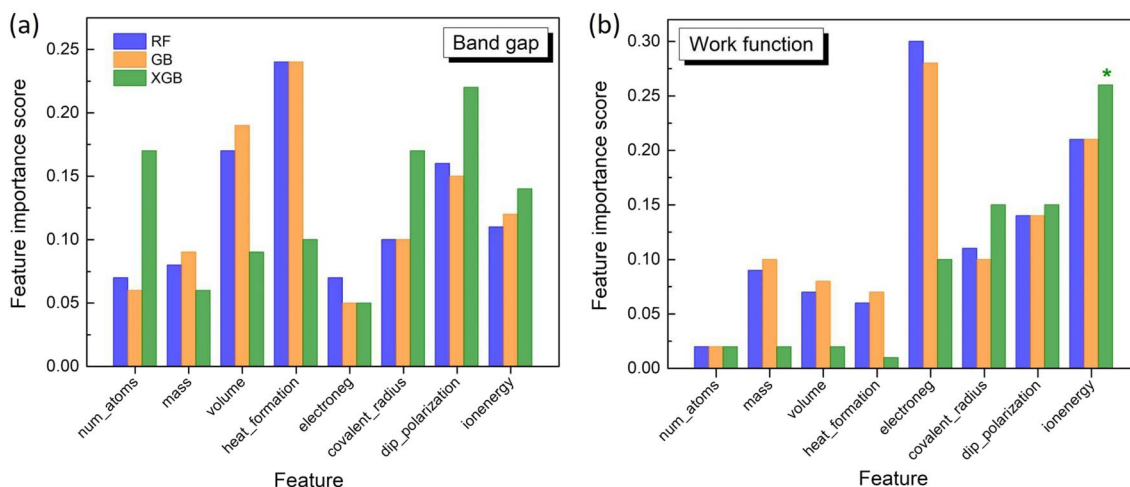 (a)
Band gap
RF
GB
XGB
0.25
0.20
0.15
0.10
0.05
0.00
Feature importance score
num_atoms
mass
volume
heat_formation
electroneg
covalent_radius
dip_polarization
ionenergy
Feature
(b)
Work function
*
0.30
0.25
0.20
0.15
0.10
0.05
0.00
Feature importance score
num_atoms
mass
volume
heat_formation
electroneg
covalent_radius
dip_polarization
ionenergy
Feature